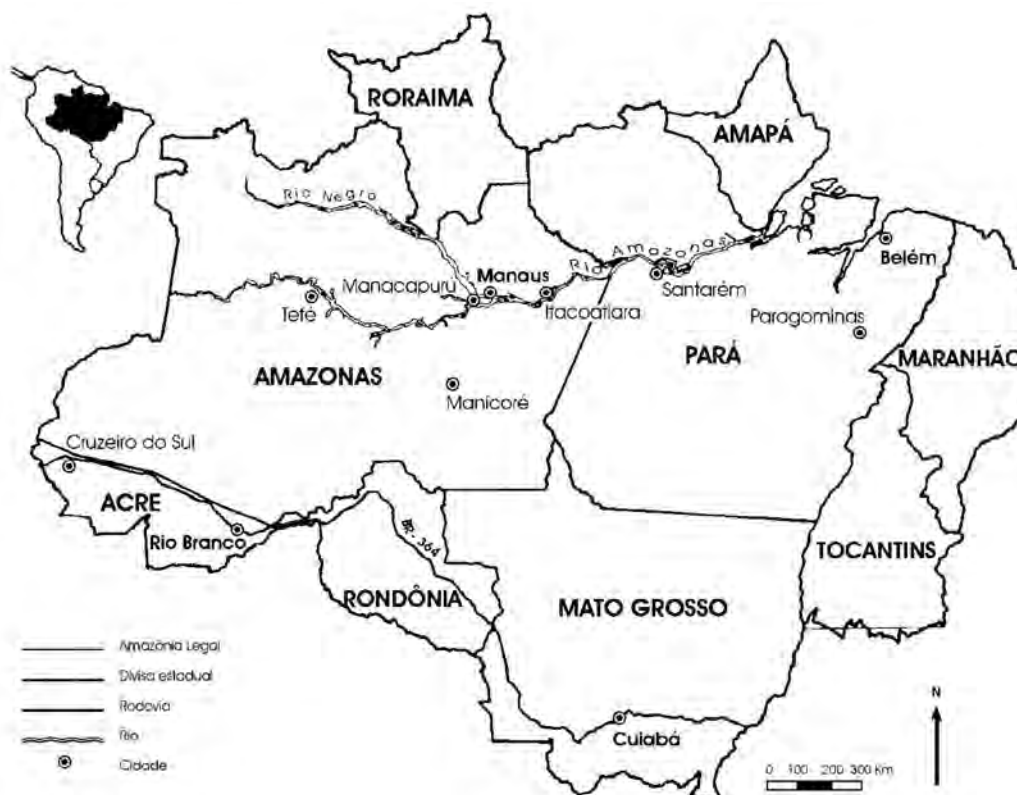 RORAIMA
AMAPÁ
Rio Negro
Rio Amazonas
Belém
Manacapuru
Manaus
Santarém
Tefé
Itacoatiara
Paragominas
PARÁ
MARANHÃO
AMAZONAS
Manicoré
Cruzeiro do Sul
ACRE
Rio Branco
BR-364
TOCANTINS
RONDÔNIA
MATO GROSSO
Amazônia Legal
Divisa estadual
Rodovia
Rio
Cidade
Cuiabá
N
0 100 200 300 Km